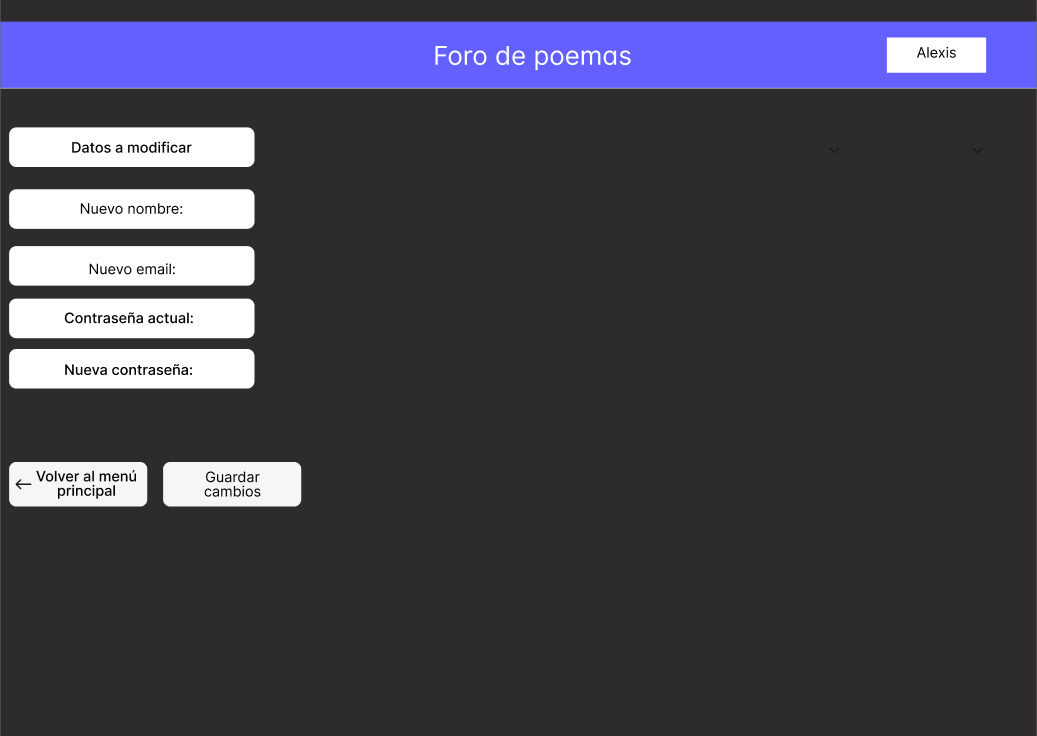 Foro de poemas
Alexis
Datos a modificar
Nuevo nombre:
Nuevo email:
Contraseña actual:
Nueva contraseña:
Volver al menú
principal
Guardar
cambios